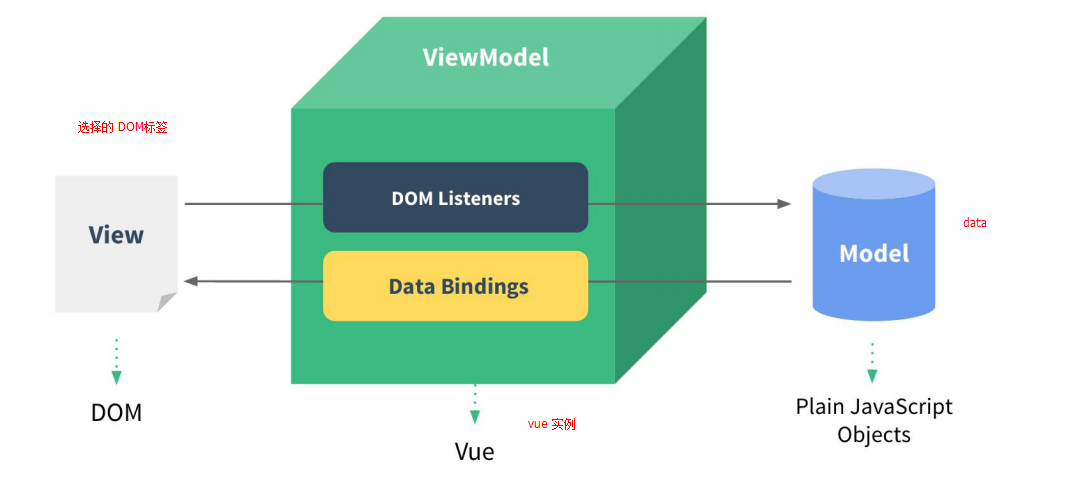 ViewModel
选择的 DOM标签
DOM Listeners
View
data
Model
Data Bindings
DOM
vue 实例
Vue
Plain JavaScript
Objects